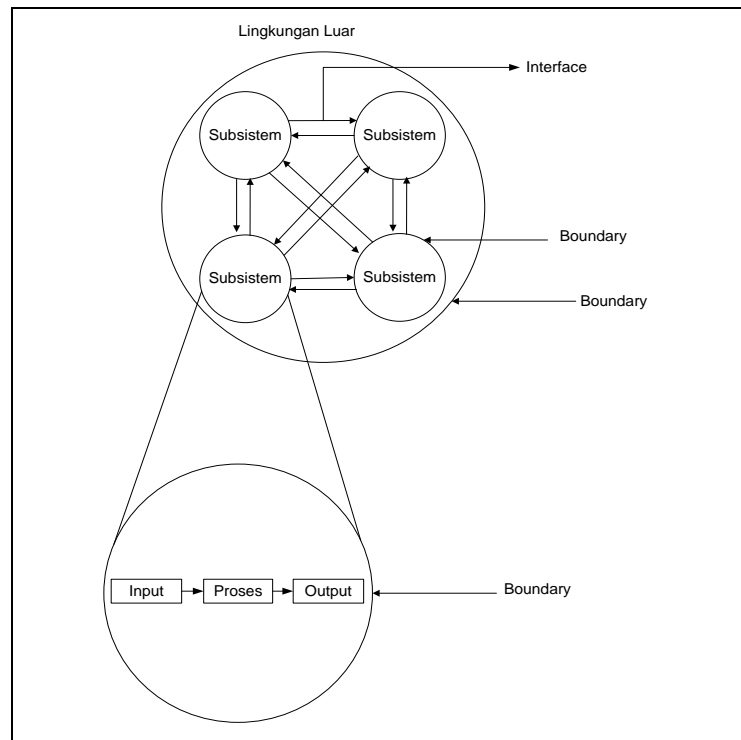 Lingkungan Luar
Interface
Subsistem
Subsistem
Boundary
Subsistem
Subsistem
Boundary
Input
Proses
Output
Boundary